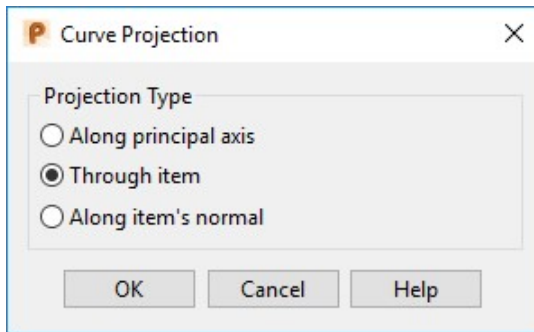 Curve Projection
Projection Type
Along principal axis
Through item
Along item's normal
OK Cancel Help